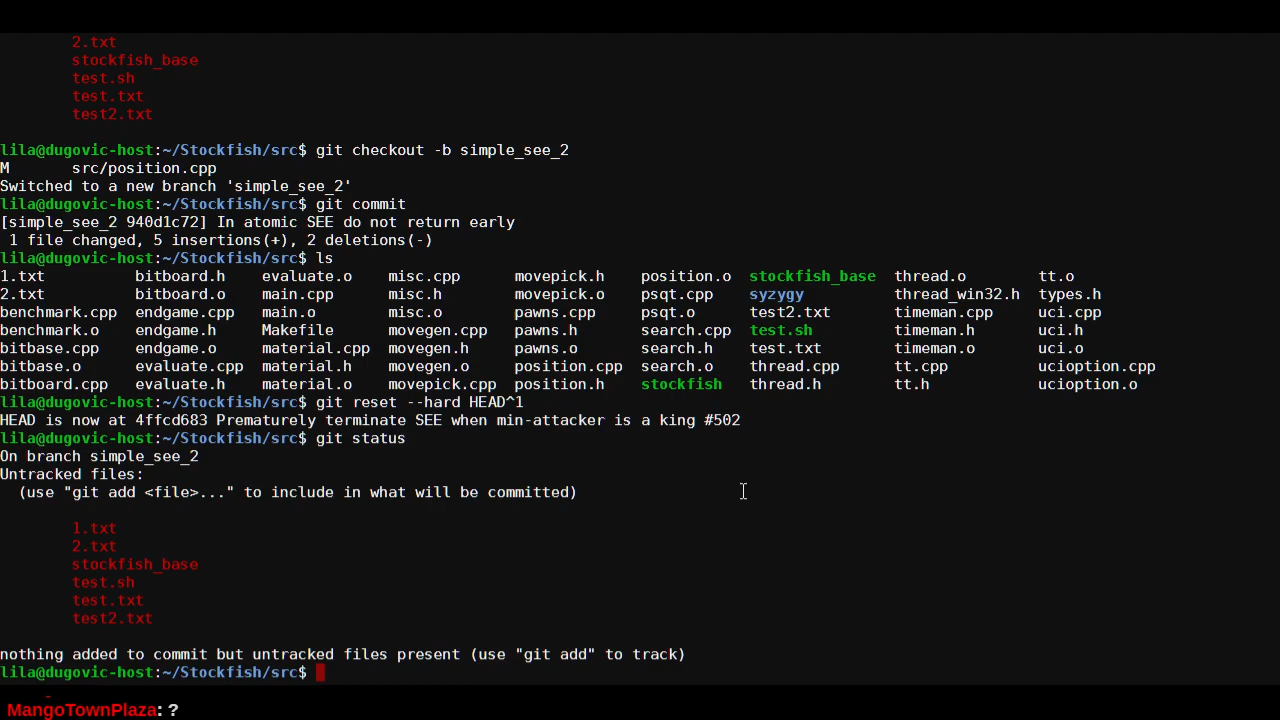 2.txt
stockfish_base
test.sh
test.txt
test2.txt
lila@dugovic-host:~/Stockfish/src$ git checkout -b simple_see_2
M       src/position.cpp
Switched to a new branch 'simple_see_2'
lila@dugovic-host:~/Stockfish/src$ git commit
[simple_see_2 940d1c72] In atomic SEE do not return early
 1 file changed, 5 insertions(+), 2 deletions(-)
lila@dugovic-host:~/Stockfish/src$ ls
1.txt          bitboard.h    evaluate.o    misc.cpp      movepick.h    position.o  stockfish_base  thread.o        tt.o
2.txt          bitboard.o    main.cpp      misc.h        movepick.o    psqt.cpp    syzygy          thread_win32.h  types.h
benchmark.cpp  endgame.cpp   main.o        misc.o        pawns.cpp     psqt.o      test2.txt       timeman.cpp     uci.cpp
benchmark.o    endgame.h     Makefile      movegen.cpp   pawns.h       search.cpp  test.sh         timeman.h       uci.h
bitbase.cpp    endgame.o     material.cpp  movegen.h     pawns.o       search.h    test.txt        timeman.o       uci.o
bitbase.o      evaluate.cpp  material.h    movegen.o     position.cpp  search.o    thread.cpp      tt.cpp          ucioption.cpp
bitboard.cpp   evaluate.h    material.o    movepick.cpp  position.h    stockfish   thread.h        tt.h            ucioption.o
lila@dugovic-host:~/Stockfish/src$ git reset --hard HEAD^1
HEAD is now at 4ffcd683 Prematurely terminate SEE when min-attacker is a king #502
lila@dugovic-host:~/Stockfish/src$ git status
On branch simple_see_2
Untracked files:
  (use "git add <file>..." to include in what will be committed)
1.txt
2.txt
stockfish_base
test.sh
test.txt
test2.txt
nothing added to commit but untracked files present (use "git add" to track)
lila@dugovic-host:~/Stockfish/src$
MangoTownPlaza: ?